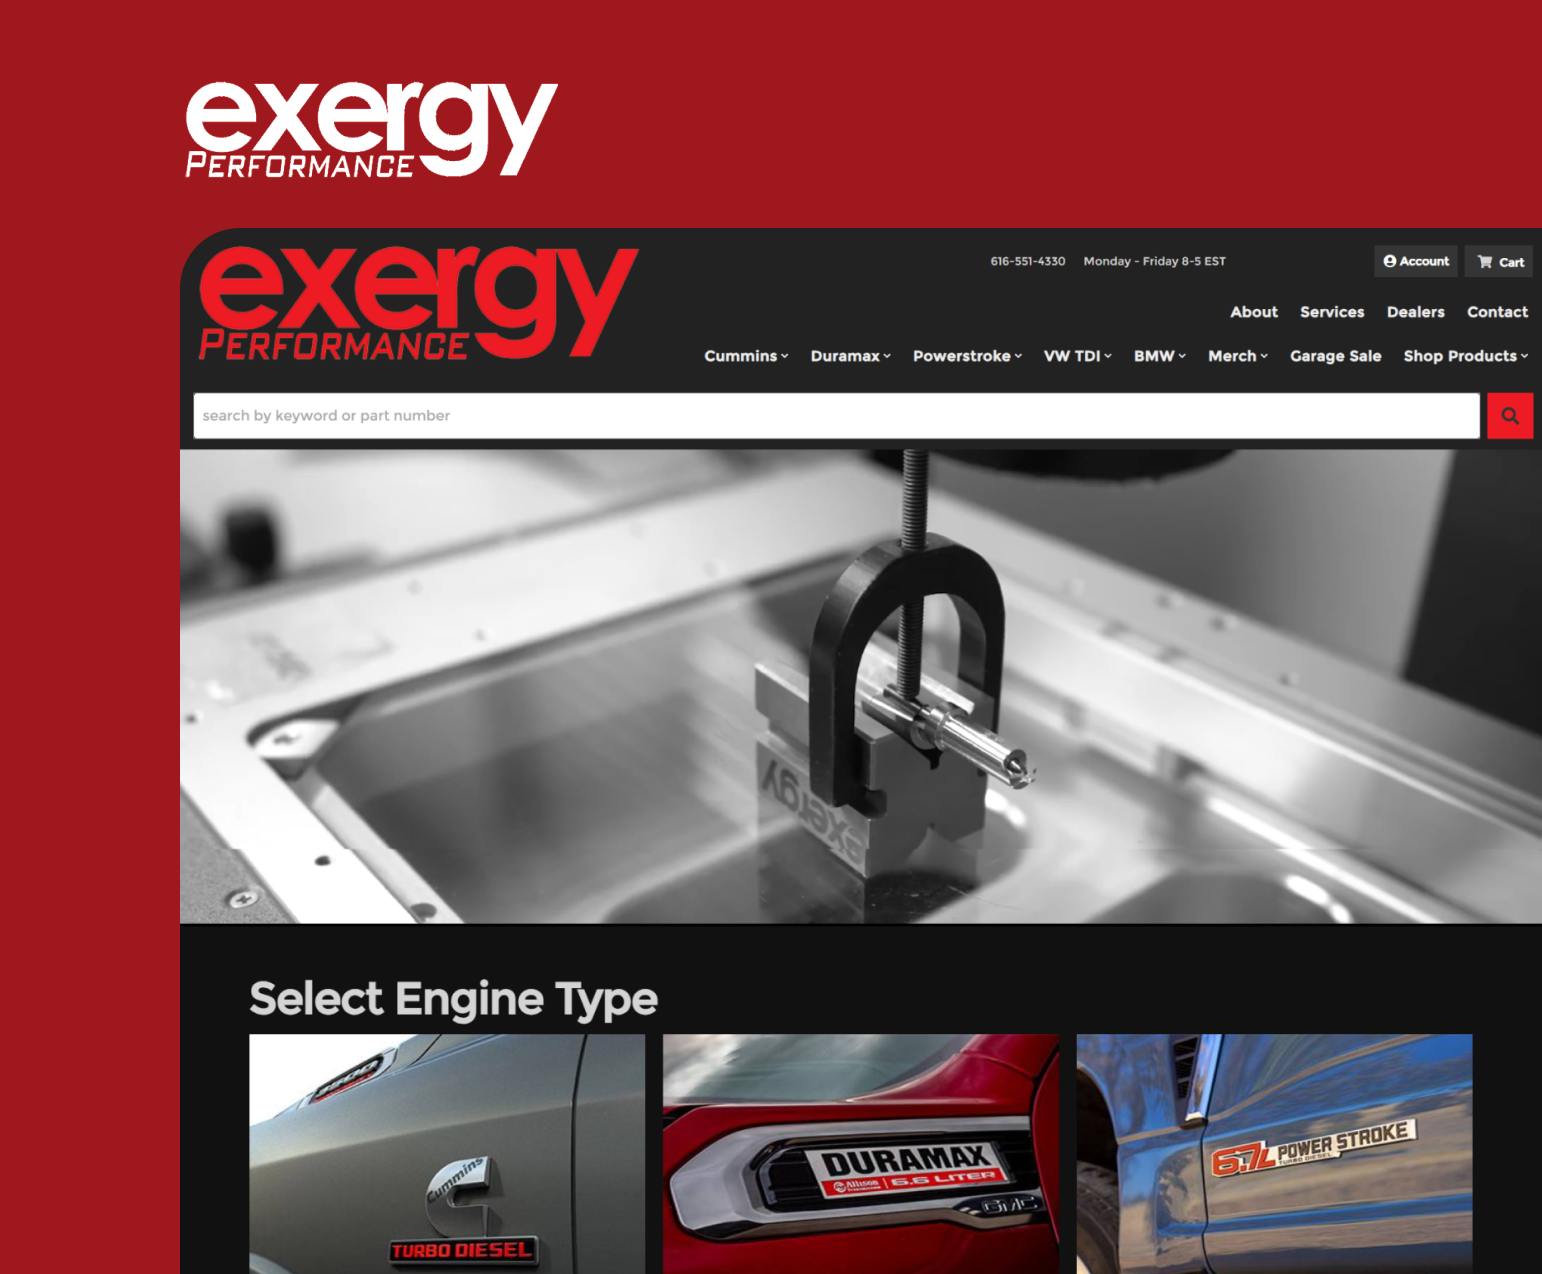 exergy
PERFORMANCE
exergy
PERFORMANCE
616-551-4330 Monday - Friday 8-5 EST Account Cart
About Services Dealers Contact
Cummins Duramax Powerstroke VW TDI BMW Merch Garage Sale Shop Products
search by keyword or part number
exergy
Select Engine Type
3500
Cummins
TURBO DIESEL
DURAMAX
Allison
Transmission
6.6 LITER
GMC
6.7L POWER STROKE
TURBO DIESEL